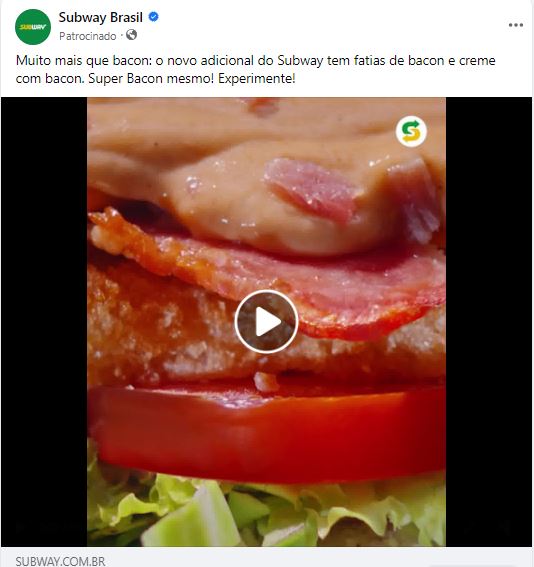 SUBWAY
Subway Brasil
Patrocinado ·
Muito mais que bacon: o novo adicional do Subway tem fatias de bacon e creme
com bacon. Super Bacon mesmo! Experimente!
SUBWAY.COM.BR